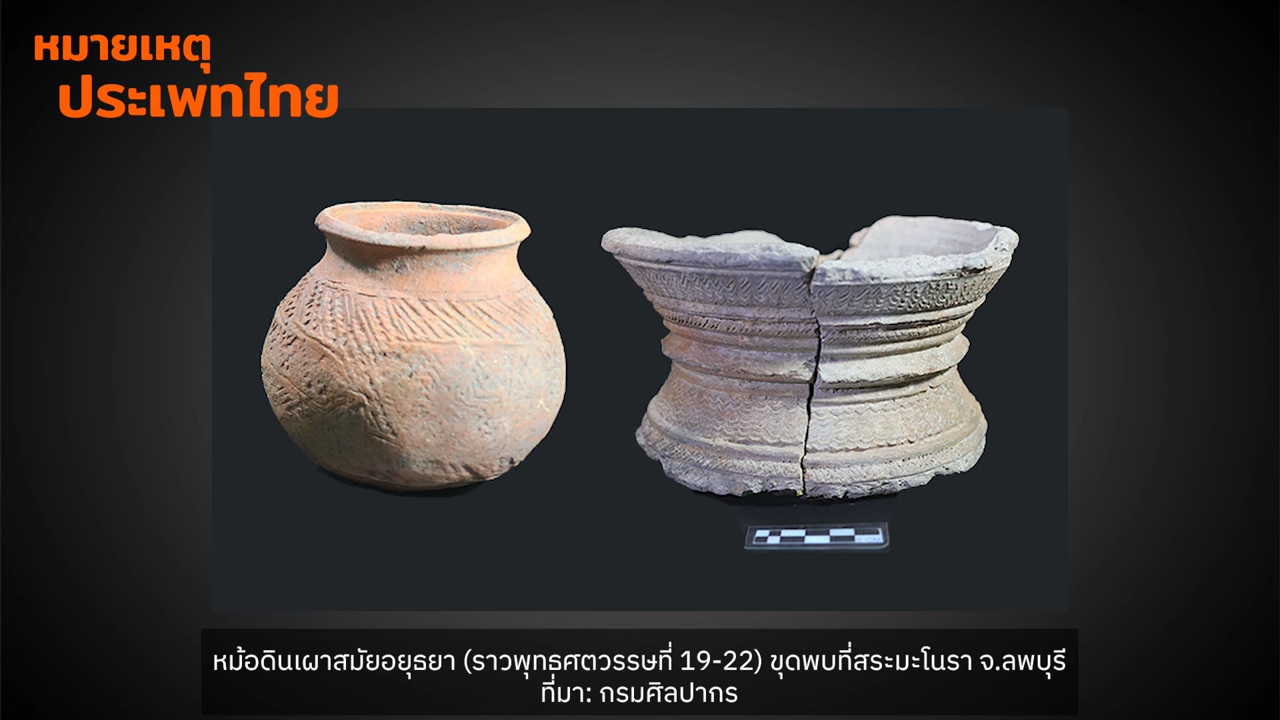 หมายเหตุ
ประเพทไทย
หม้อดินเผาสมัยอยุธยา (ราวพุทธศตวรรษที่ 19-22) ขุดพบที่สระมะโนรา จ.ลพบุรี
ที่มา: กรมศิลปากร